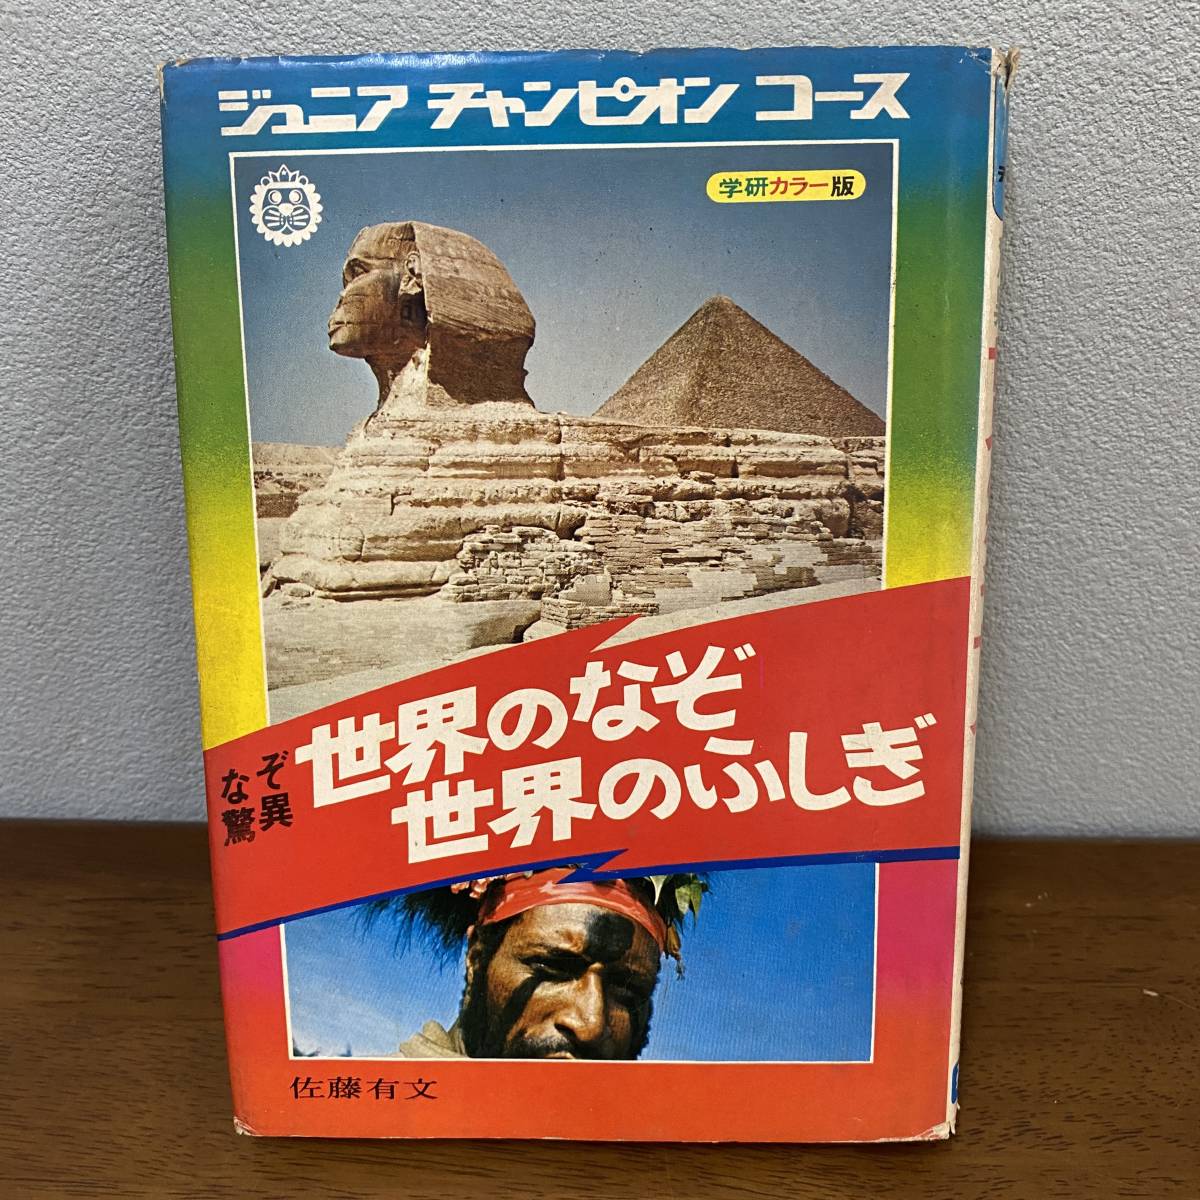 ジュニア チャンピオン コース
学研カラー版
なぞ
驚異
世界のなぞ
世界のふしぎ
佐藤有文